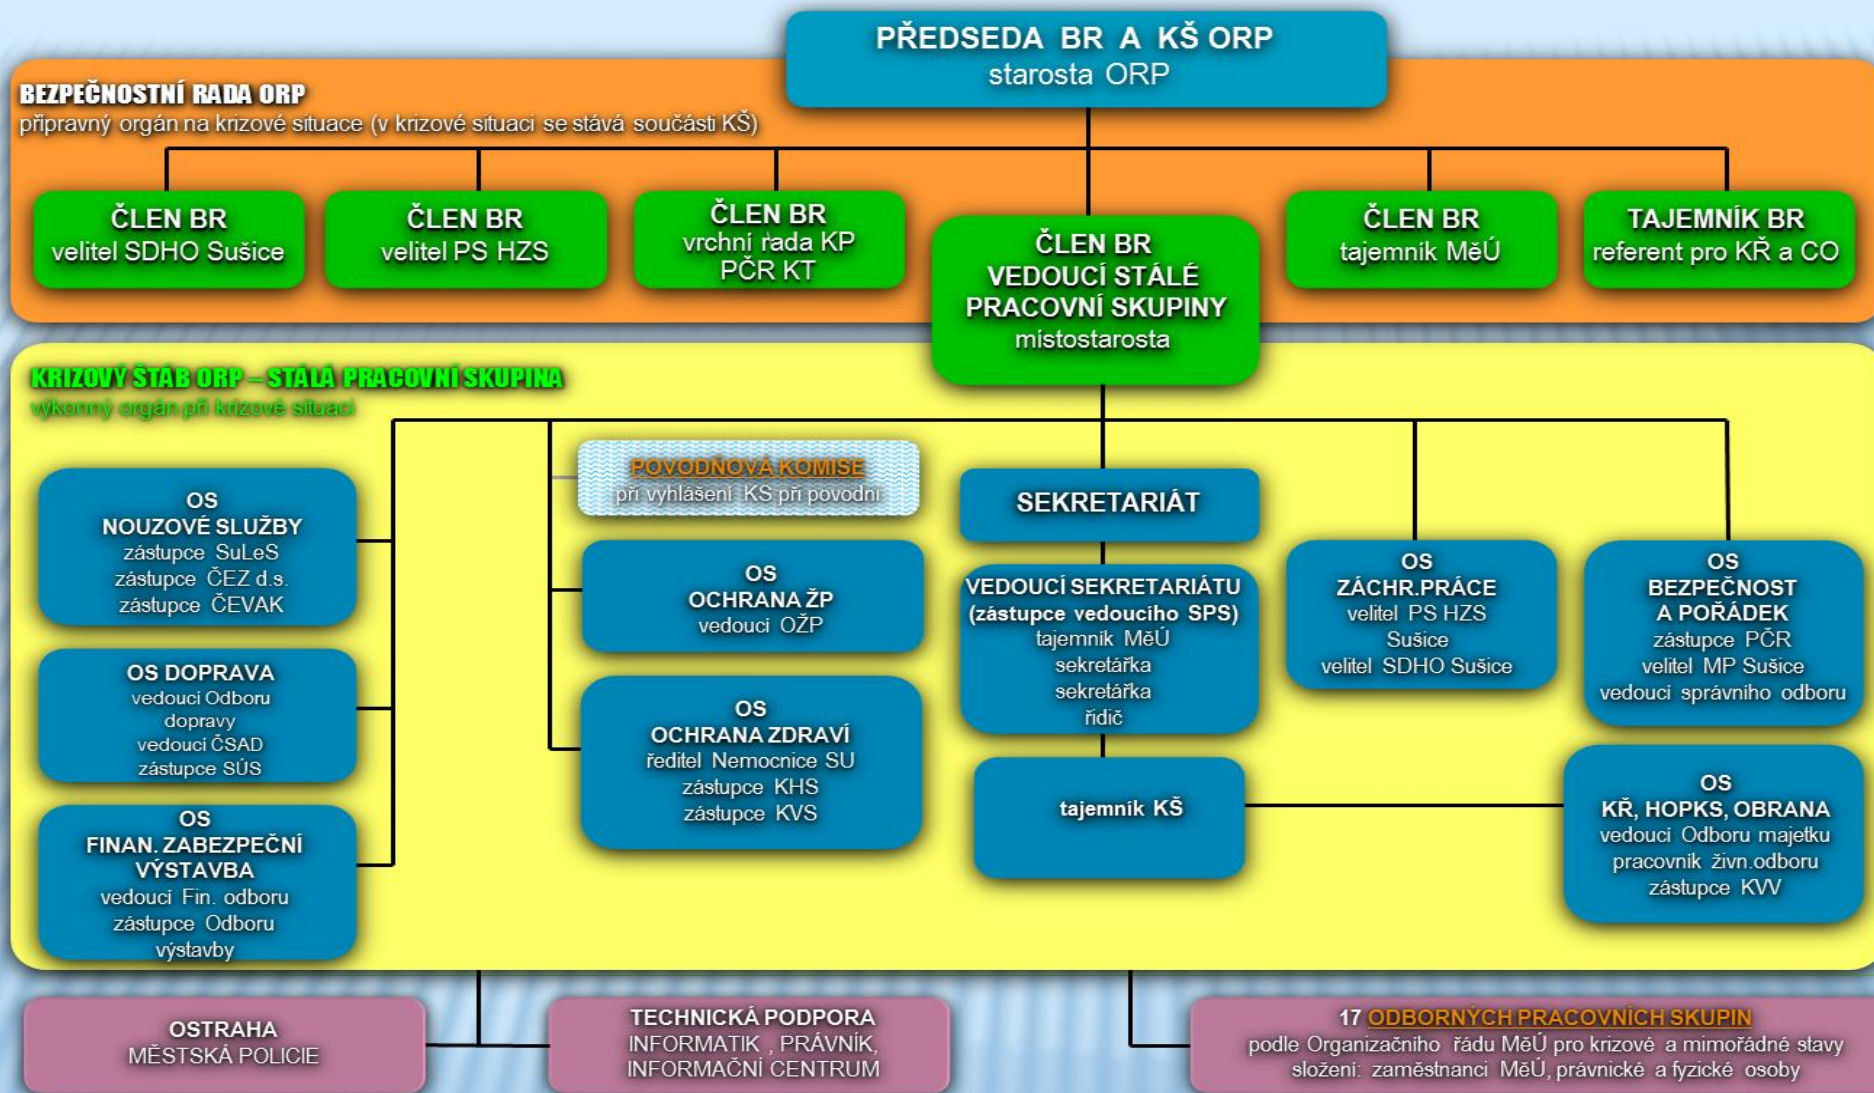 PŘEDSEDA BR A KŠ ORP
starosta ORP
BEZPEČNOSTNÍ RADA ORP
přípravný orgán na krizové situace (v krizové situaci se stává součásti KŠ)
ČLEN BR
velitel SDHO Sušice
ČLEN BR
velitel PS HZS
ČLEN BR
vrchní rada KP
PČR KT
ČLEN BR
VEDOUCÍ STÁLÉ
PRACOVNÍ SKUPINY
místostarosta
ČLEN BR
tajemník MěÚ
TAJEMNÍK BR
referent pro KŘ a CO
KRIZOVÝ ŠTÁB ORP – STÁLÁ PRACOVNÍ SKUPINA
výkonný orgán při krizové situaci
OS
NOUZOVÉ SLUŽBY
zástupce SuLeS
zástupce ČEZ d.s.
zástupce ČEVAK
OS DOPRAVA
vedoucí Odboru
dopravy
vedoucí ČSAD
zástupce SÚS
OS
FINAN. ZABEZPEČNÍ
VÝSTAVBA
vedoucí Fin. odboru
zástupce Odboru
výstavby
POVODŇOVÁ KOMISE
při vyhlášení KS při povodni
OS
OCHRANA ŽP
vedoucí OŽP
OS
OCHRANA ZDRAVÍ
ředitel Nemocnice SU
zástupce KHS
zástupce KVS
SEKRETARIÁT
VEDOUCÍ SEKRETARIÁTU
(zástupce vedoucího SPS)
tajemník MěÚ
sekretářka
sekretářka
řidič
tajemník KŠ
OS
ZÁCHR.PRÁCE
velitel PS HZS
Sušice
velitel SDHO Sušice
OS
BEZPEČNOST
A POŘÁDEK
zástupce PČR
velitel MP Sušice
vedoucí správního odboru
OS
KŘ, HOPKS, OBRANA
vedoucí Odboru majetku
pracovník živn.odboru
zástupce KVV
OSTRAHA
MĚSTSKÁ POLICIE
TECHNICKÁ PODPORA
INFORMATIK , PRÁVNÍK,
INFORMAČNÍ CENTRUM
17 ODBORNÝCH PRACOVNÍCH SKUPIN
podle Organizačního řádu MěÚ pro krizové a mimořádné stavy
složení: zaměstnanci MěÚ, právnické a fyzické osoby